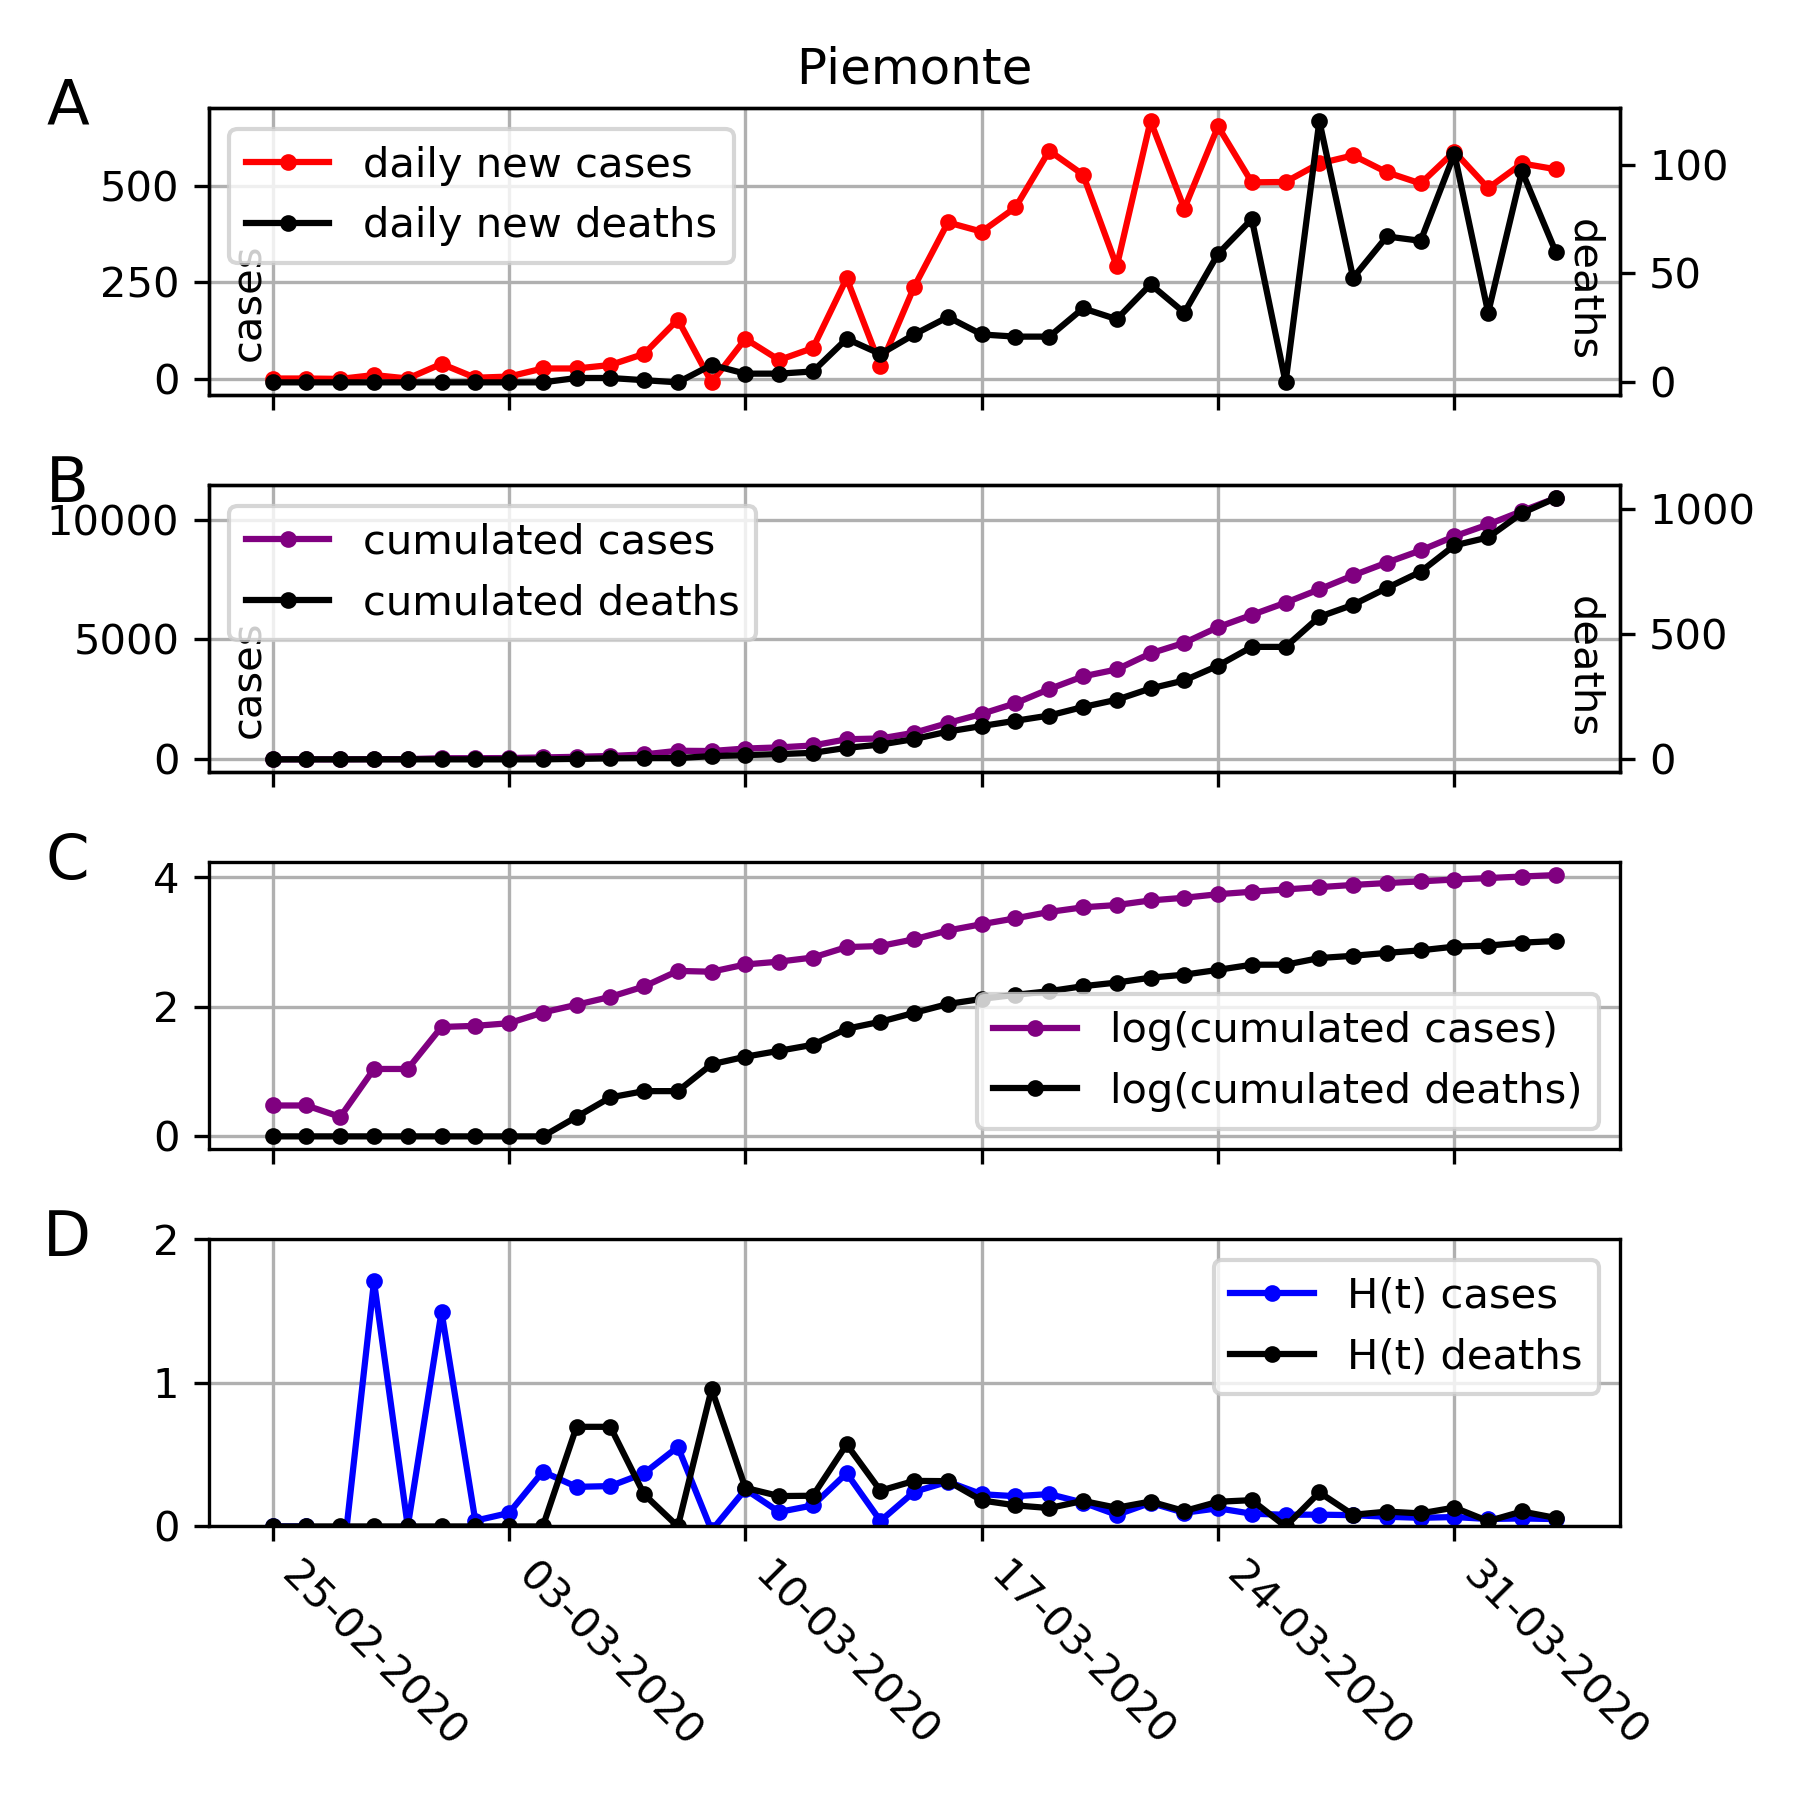 Piemonte
A
daily new cases
daily new deaths
500
250
0
cases
100
50
0
deaths
B
cumulated cases
cumulated deaths
10000
5000
0
cases
1000
500
0
deaths
C
4
2
0
log(cumulated cases)
log(cumulated deaths)
D
2
1
0
H(t) cases
H(t) deaths
25-02-2020
03-03-2020
10-03-2020
17-03-2020
24-03-2020
31-03-2020